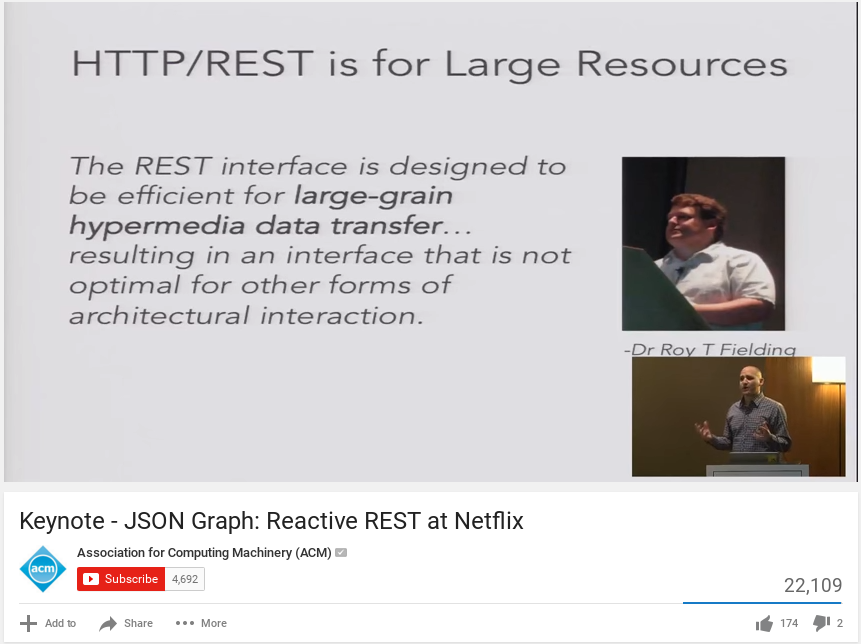 HTTP/REST is for Large Resources
The REST interface is designed to
be efficient for large-grain
hypermedia data transfer...
resulting in an interface that is not
optimal for other forms of
architectural interaction.
-Dr Roy T Fielding
Keynote - JSON Graph: Reactive REST at Netflix
acm
Association for Computing Machinery (ACM)
Subscribe 4,692
22,109
Add to Share More 174 2